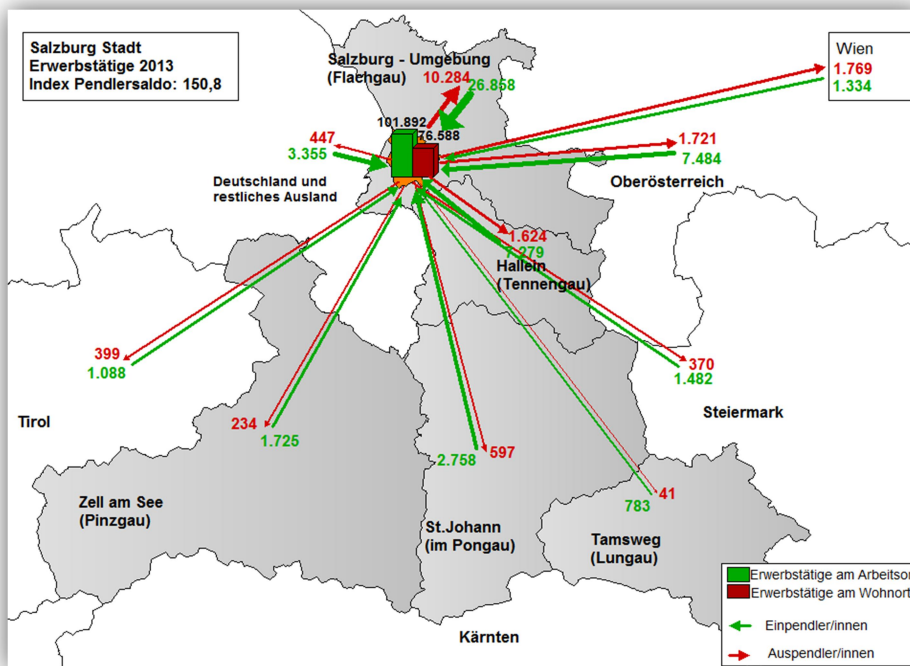 Salzburg Stadt
Erwerbstätige 2013
Index Pendlersaldo: 150,8
Salzburg - Umgebung
(Flachgau)
10.284
26.858
Wien
1.769
1.334
101.892
76.588
447
3.355
1.721
7.484
Deutschland und
restliches Ausland
Oberösterreich
1.624
7.279
Hallein
(Tennengau)
399
1.088
370
1.482
Tirol
Steiermark
234
1.725
597
2.758
41
783
Zell am See
(Pinzgau)
St.Johann
(im Pongau)
Tamsweg
(Lungau)
Kärnten
Erwerbstätige am Arbeitsor
Erwerbstätige am Wohnort
Einpendler/innen
Auspendler/innen